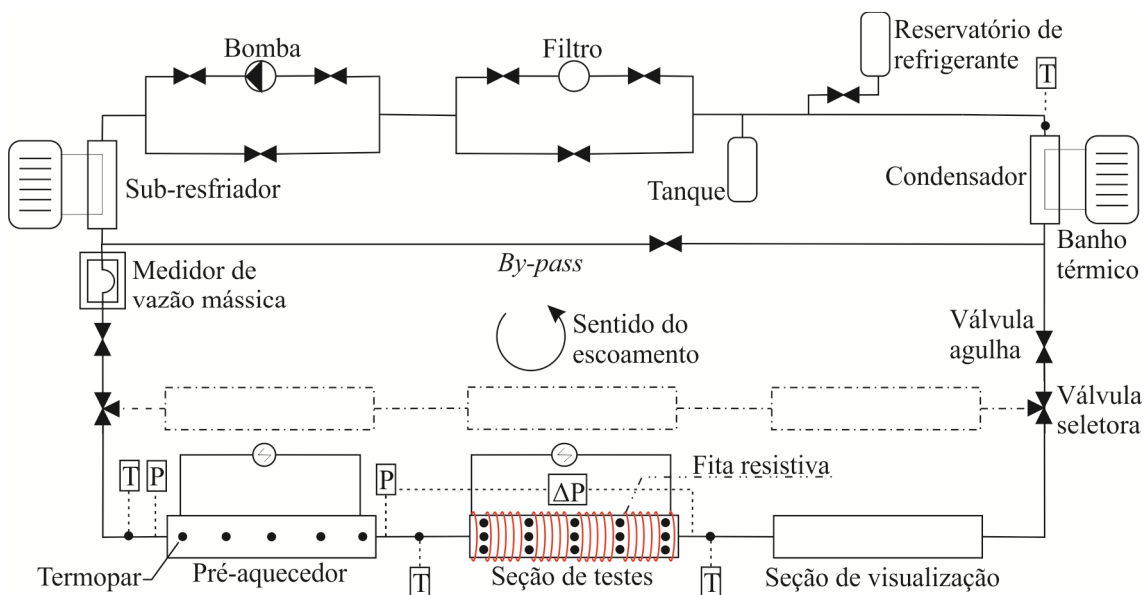 Bomba
Filtro
Reservatório de
refrigerante
T
Sub-resfriador
Tanque
Condensador
Banho
térmico
By-pass
Medidor de
vazão mássica
Sentido do
escoamento
Válvula
agulha
Válvula
seletora
Fita resistiva
T
P
P
ΔP
Termopar
Pré-aquecedor
T
Seção de testes
T
Seção de visualização